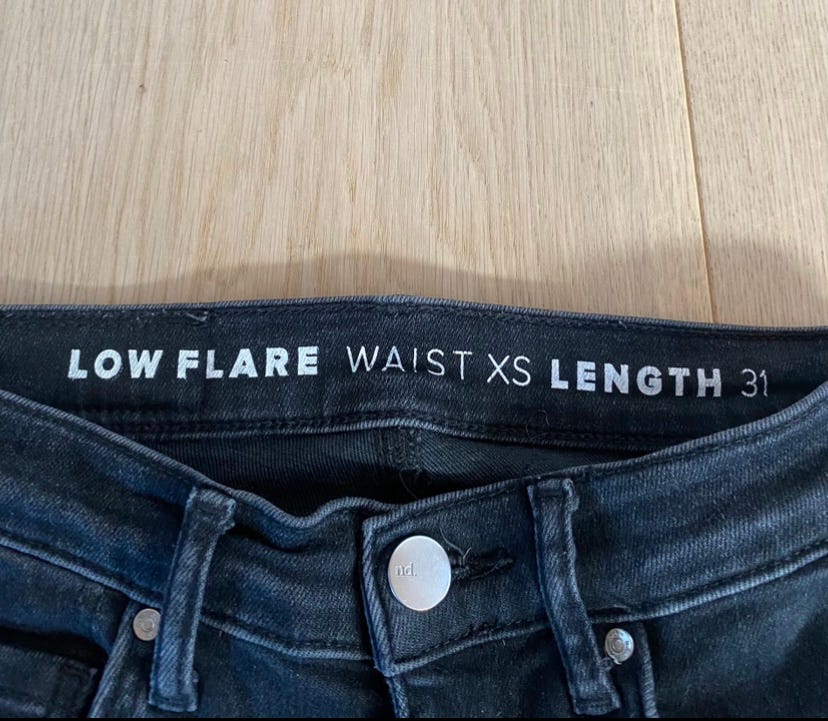 LOW FLARE WAIST XS LENGTH 31
nd.